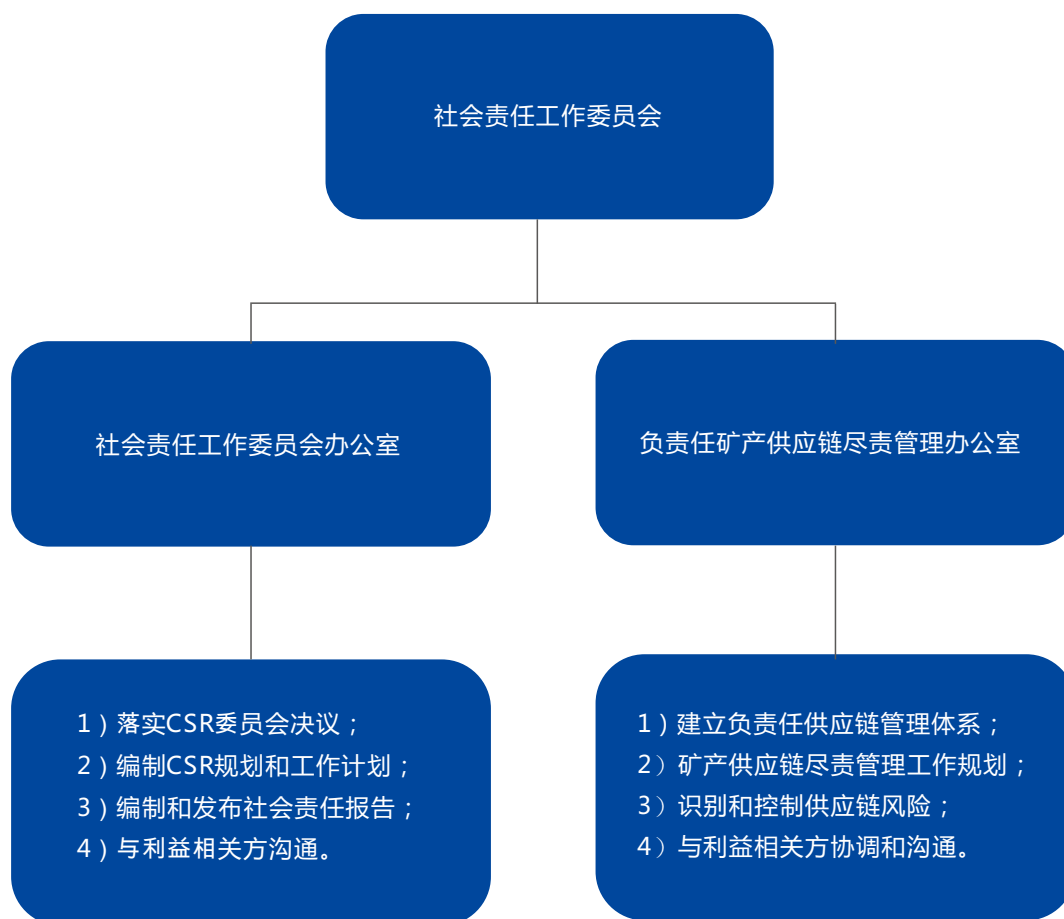 社会责任工作委员会
社会责任工作委员会办公室
负责任矿产供应链尽责管理办公室
1）落实CSR委员会决议；
2）编制CSR规划和工作计划；
3）编制和发布社会责任报告；
4）与利益相关方沟通。
1）建立负责任供应链管理体系；
2）矿产供应链尽责管理工作规划；
3）识别和控制供应链风险；
4）与利益相关方协调和沟通。